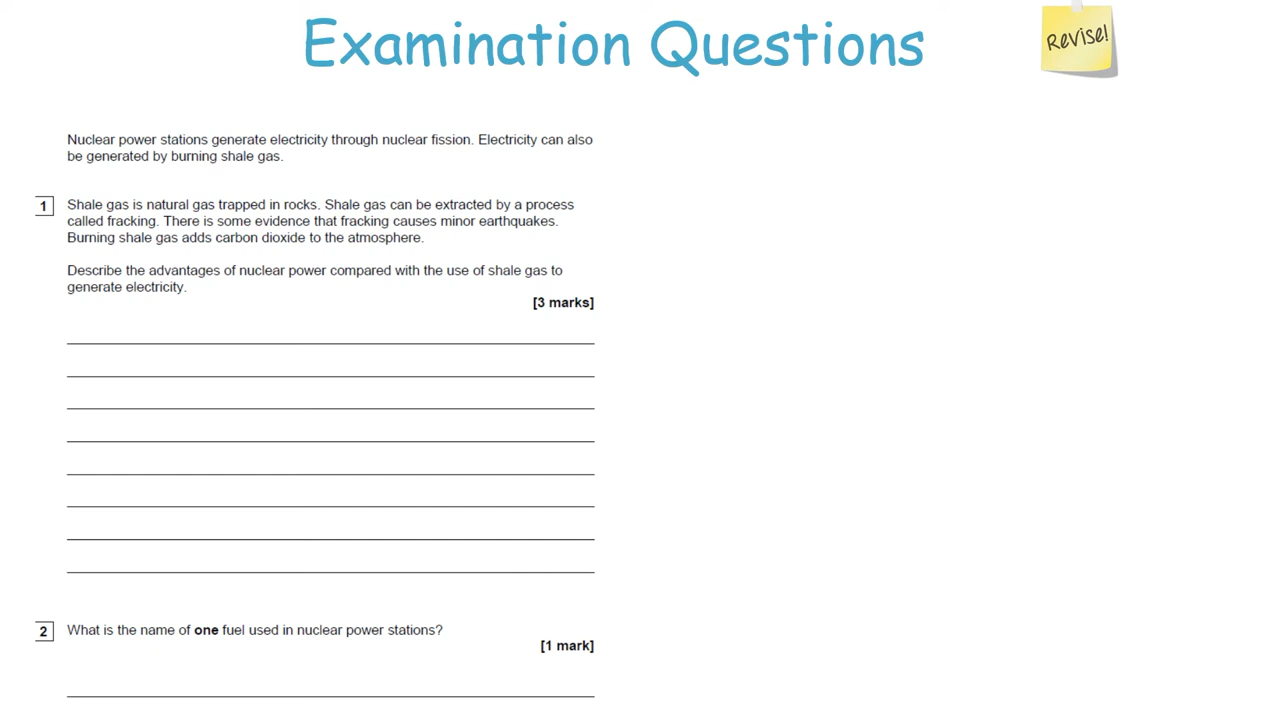 Examination Questions
Revise!
Nuclear power stations generate electricity through nuclear fission. Electricity can also
be generated by burning shale gas.
1 Shale gas is natural gas trapped in rocks. Shale gas can be extracted by a process
called fracking. There is some evidence that fracking causes minor earthquakes.
Burning shale gas adds carbon dioxide to the atmosphere.
Describe the advantages of nuclear power compared with the use of shale gas to
generate electricity.
[3 marks]
2 What is the name of one fuel used in nuclear power stations?
[1 mark]